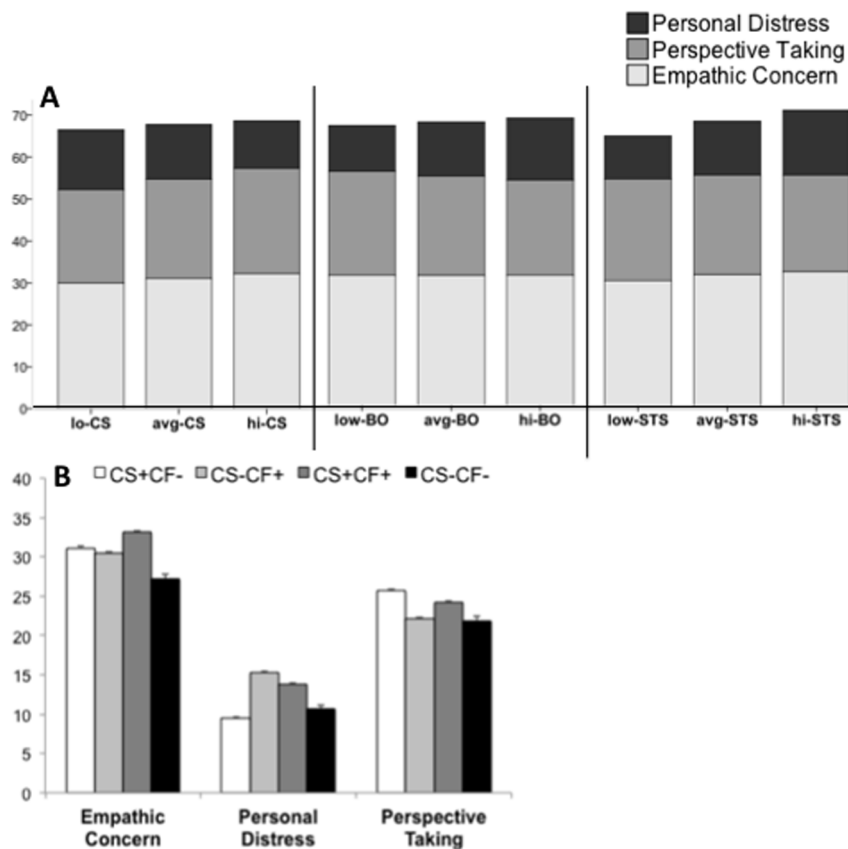 Personal Distress
Perspective Taking
Empathic Concern
A
70
60
50
40
30
20
10
0
lo-CS avg-CS hi-CS low-BO avg-BO hi-BO low-STS avg-STS hi-STS
B
CS+CF- CS-CF+ CS+CF+ CS-CF-
40
35
30
25
20
15
10
5
0
Empathic Concern
Personal Distress
Perspective Taking